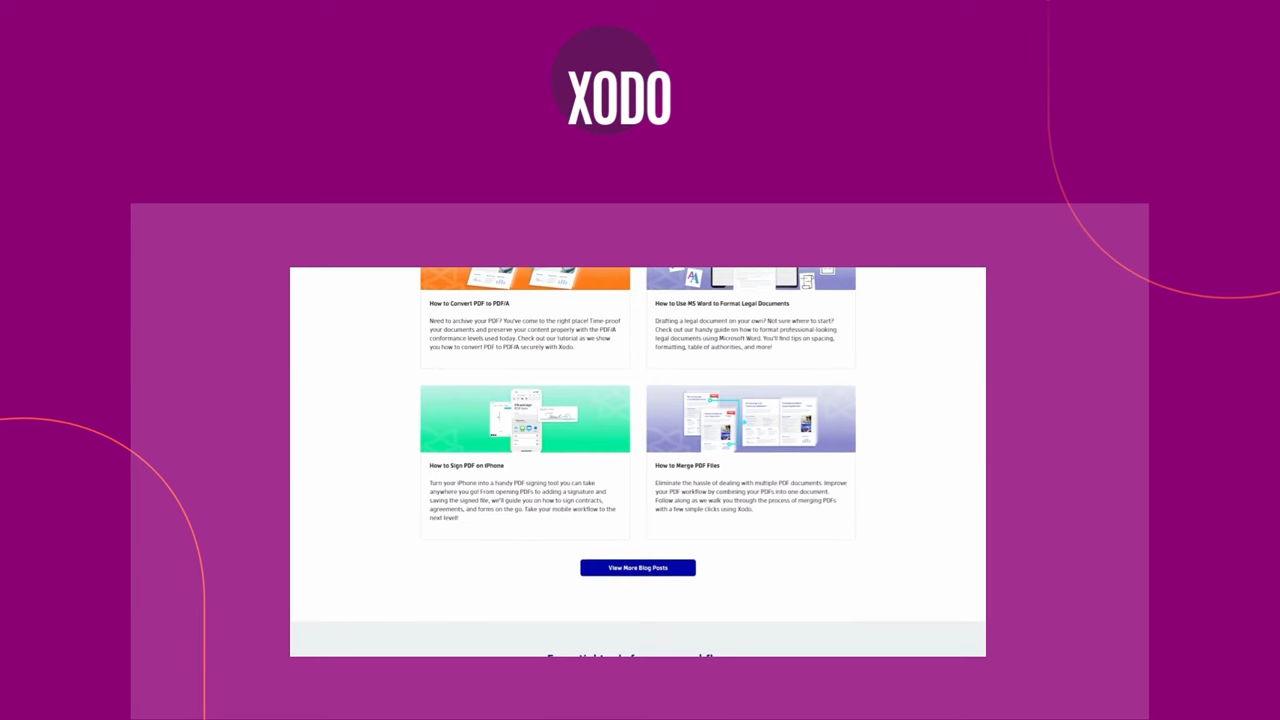 XODO
How to Convert PDF to PDF/A
Need to archive your PDF? You've come to the right place! Time-proof
your documents and preserve your content properly with the PDF/A
conformance levels used today. Check out our tutorial as we show
you how to convert PDF to PDF/A securely with Xodo.
How to Use MS Word to Format Legal Documents
Drafting a legal document on your own? Not sure where to start?
Check out our handy guide on how to format professional-looking
legal documents using Microsoft Word. You'll find tips on spacing,
formatting, table of authorities, and more!
How to Sign PDF on iPhone
Turn your iPhone into a handy PDF signing tool you can take
anywhere you go! From opening PDFs to adding a signature and
saving the signed file, we'll guide you on how to sign contracts,
agreements, and forms on the go. Take your mobile workflow to the
next level!
How to Merge PDF Files
Eliminate the hassle of dealing with multiple PDF documents. Improve
your PDF workflow by combining your PDFs into one document.
Follow along as we walk you through the process of merging PDFs
with a few simple clicks using Xodo.
View More Blog Posts